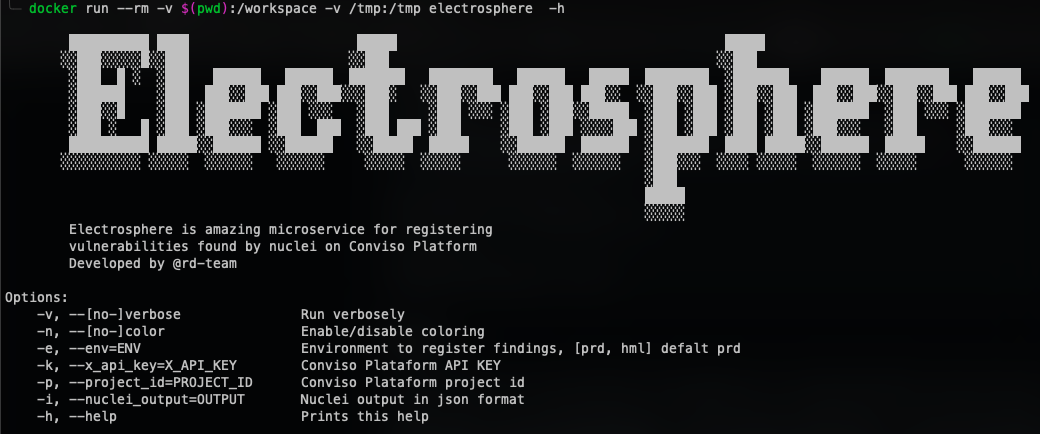 docker run --rm -v $(pwd):/workspace -v /tmp:/tmp electrosphere  -h
Electrosphere
Electrosphere is amazing microservice for registering
vulnerabilities found by nuclei on Conviso Platform
Developed by @rd-team
Options:
-v, --[no-]verbose Run verbosely
-n, --[no-]color Enable/disable coloring
-e, --env=ENV Environment to register findings, [prd, hml] defalt prd
-k, --x_api_key=X_API_KEY Conviso Plataform API KEY
-p, --project_id=PROJECT_ID Conviso Plataform project id
-i, --nuclei_output=OUTPUT Nuclei output in json format
-h, --help Prints this help